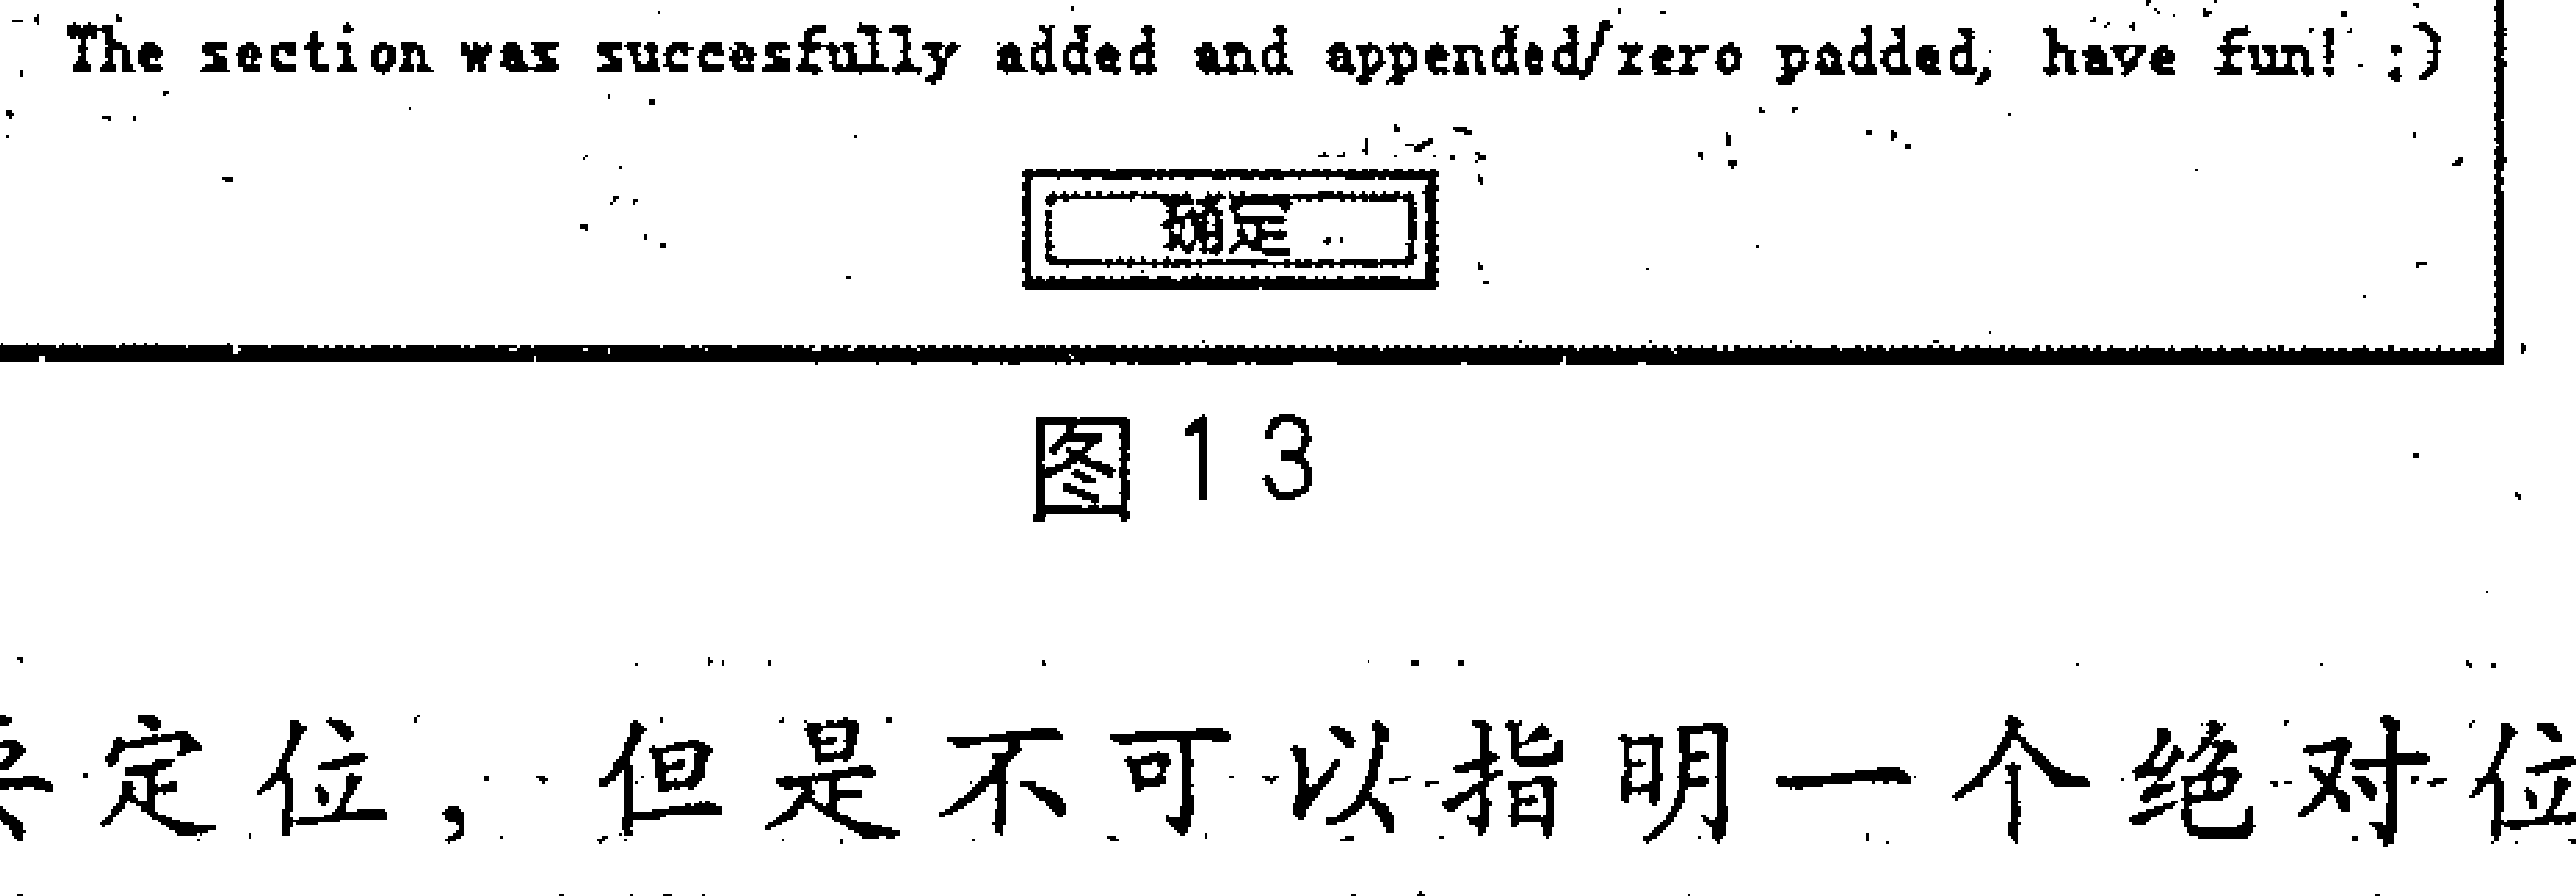 The section was succesfully added and appended/zero padded, have fun! :)
确定
图13
定位，但是不可以指明一个绝对位